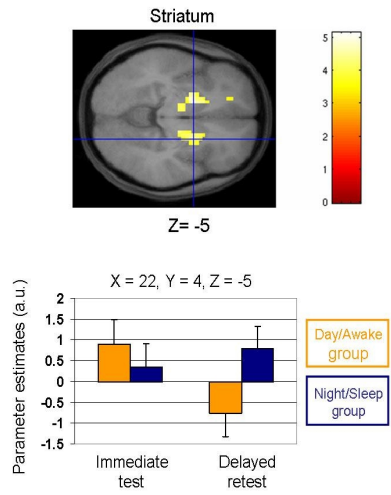 Striatum
5
4
3
2
1
0
Z= -5
X = 22, Y = 4, Z = -5
Parameter estimates (a.u.)
2
1.5
1
0.5
0
-0.5
-1
-1.5
Immediate
test
Delayed
retest
Day/Awake
group
Night/Sleep
group